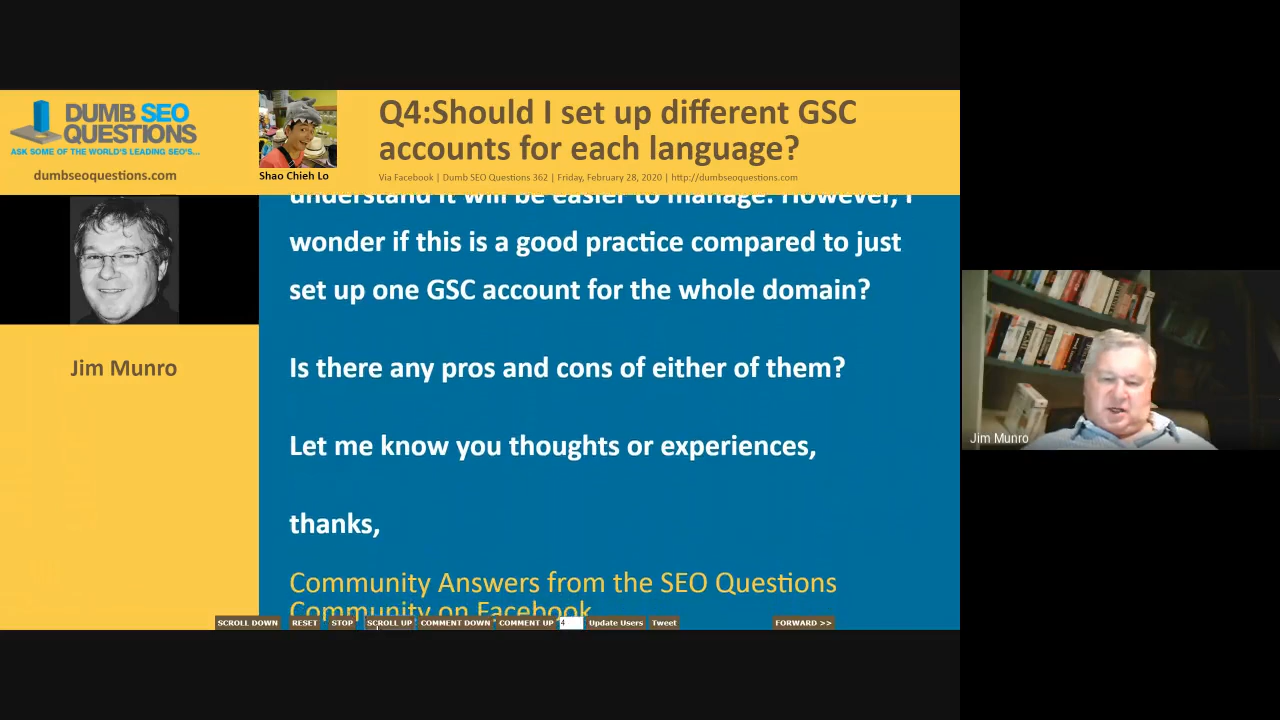 DUMB SEO
QUESTIONS
ASK SOME OF THE WORLD'S LEADING SEO'S...
dumbseoquestions.com
Shao Chieh Lo
Q4:Should I set up different GSC
accounts for each language?
Via Facebook | Dumb SEO Questions 362 | Friday, February 28, 2020 | http://dumbseoquestions.com
Jim Munro
understand it will be easier to manage. However, I
wonder if this is a good practice compared to just
set up one GSC account for the whole domain?
Is there any pros and cons of either of them?
Let me know you thoughts or experiences,
thanks,
Community Answers from the SEO Questions
Community on Facebook
SCROLL DOWN RESET STOP SCROLL UP COMMENT DOWN COMMENT UP 4 Update Users Tweet FORWARD >>
Jim Munro